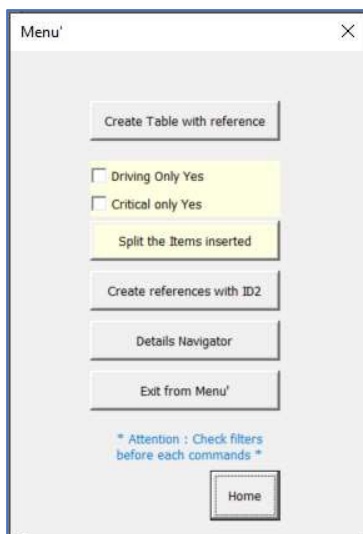 Menu'
Create Table with reference
Driving Only Yes
Critical only Yes
Split the Items inserted
Create references with ID2
Details Navigator
Exit from Menu'
* Attention : Check filters
before each commands *
Home